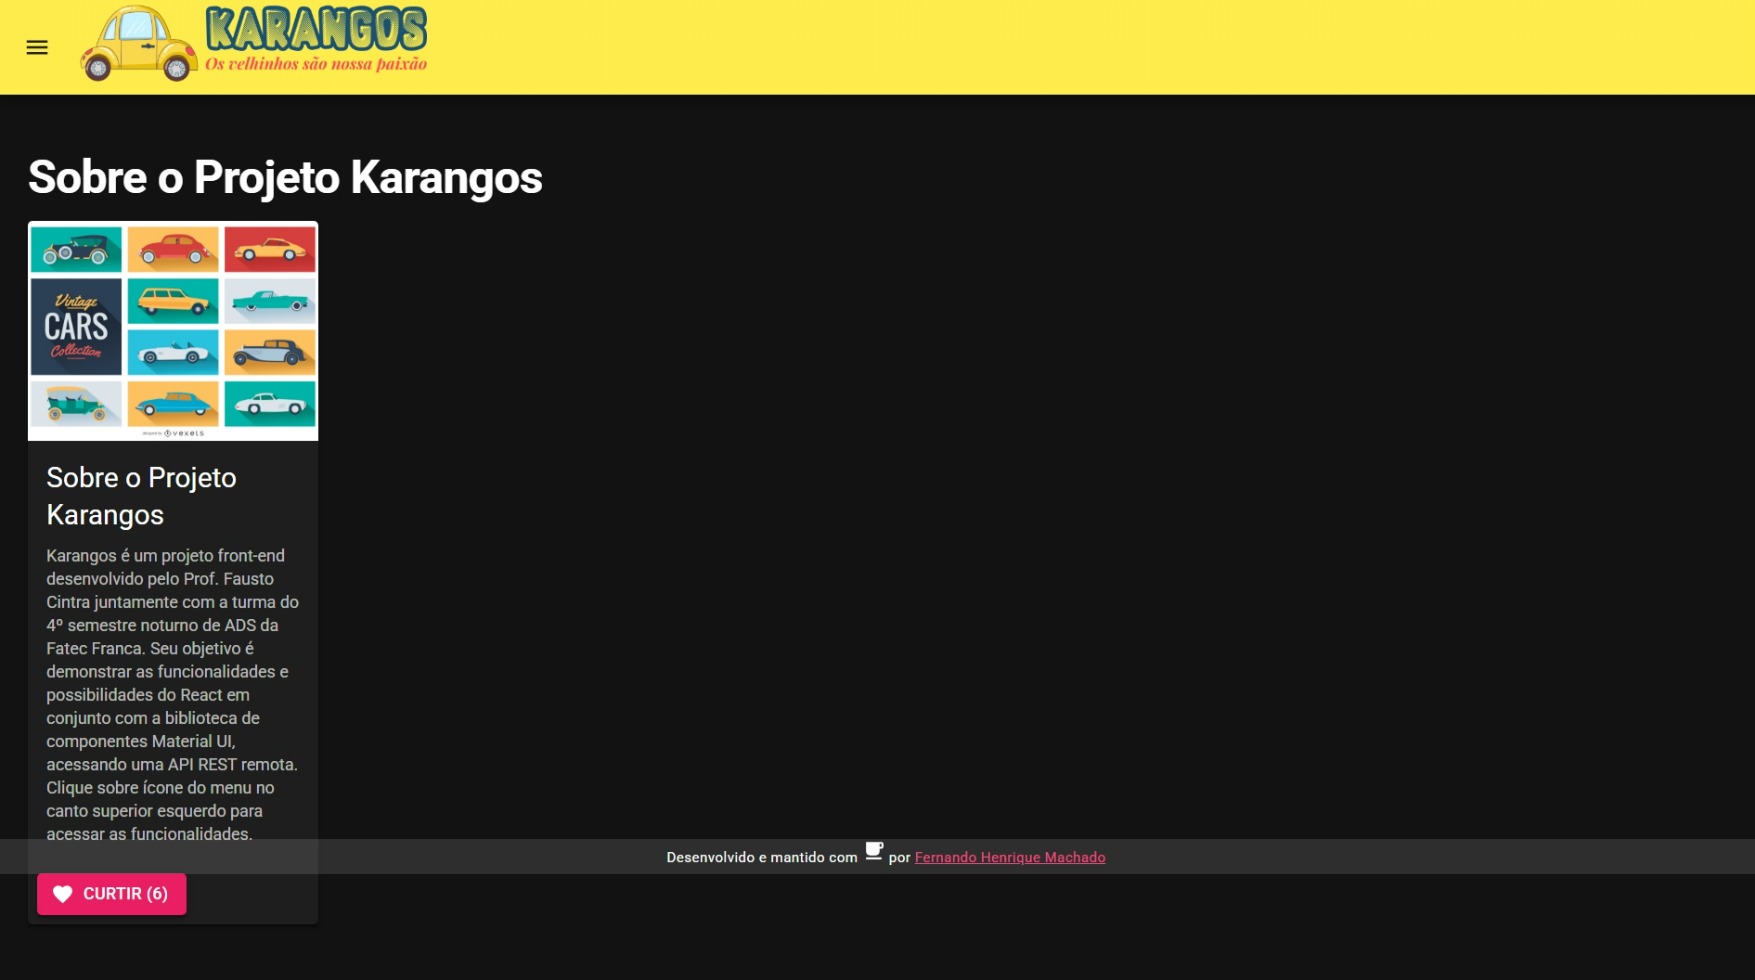 KARANGOS
Os velhinhos são nossa paixão
Sobre o Projeto Karangos
Vintage
CARS
Collection
vexels
Sobre o Projeto
Karangos
Karangos é um projeto front-end
desenvolvido pelo Prof. Fausto
Cintra juntamente com a turma do
4º semestre noturno de ADS da
Fatec Franca. Seu objetivo é
demonstrar as funcionalidades e
possibilidades do React em
conjunto com a biblioteca de
componentes Material UI,
acessando uma API REST remota.
Clique sobre ícone do menu no
canto superior esquerdo para
acessar as funcionalidades.
Desenvolvido e mantido com por Fernando Henrique Machado
CURTIR (6)